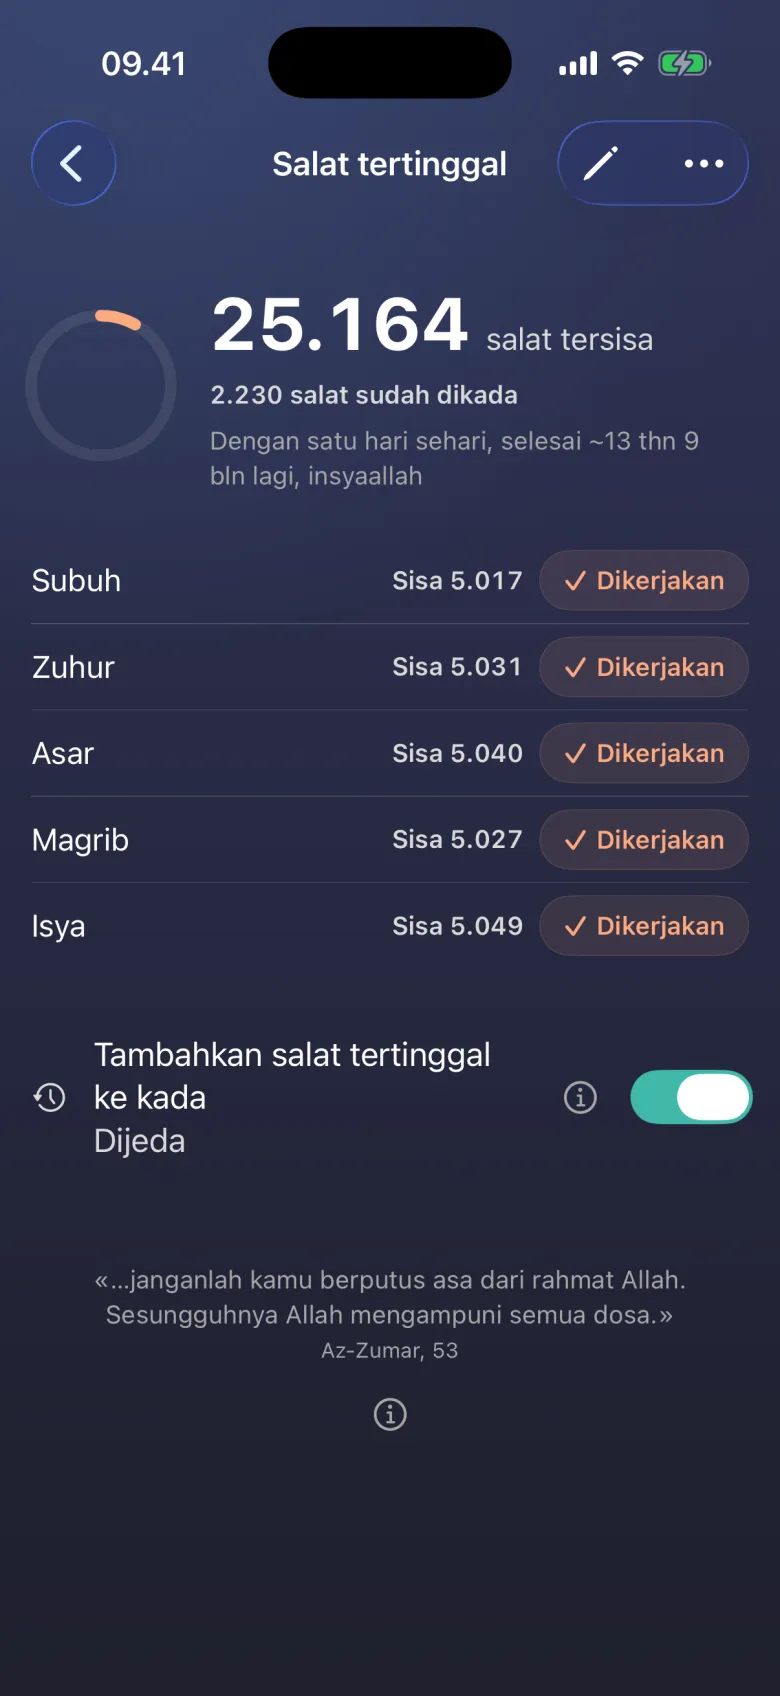 09.41
Salat tertinggal
25.164 salat tersisa
2.230 salat sudah dikada
Dengan satu hari sehari, selesai ~13 thn 9
bln lagi, insyaallah
Subuh Sisa 5.017 ✓ Dikerjakan
Zuhur Sisa 5.031 ✓ Dikerjakan
Asar Sisa 5.040 ✓ Dikerjakan
Magrib Sisa 5.027 ✓ Dikerjakan
Isya Sisa 5.049 ✓ Dikerjakan
Tambahkan salat tertinggal
ke kada
Dijeda
«...janganlah kamu berputus asa dari rahmat Allah.
Sesungguhnya Allah mengampuni semua dosa.»
Az-Zumar, 53